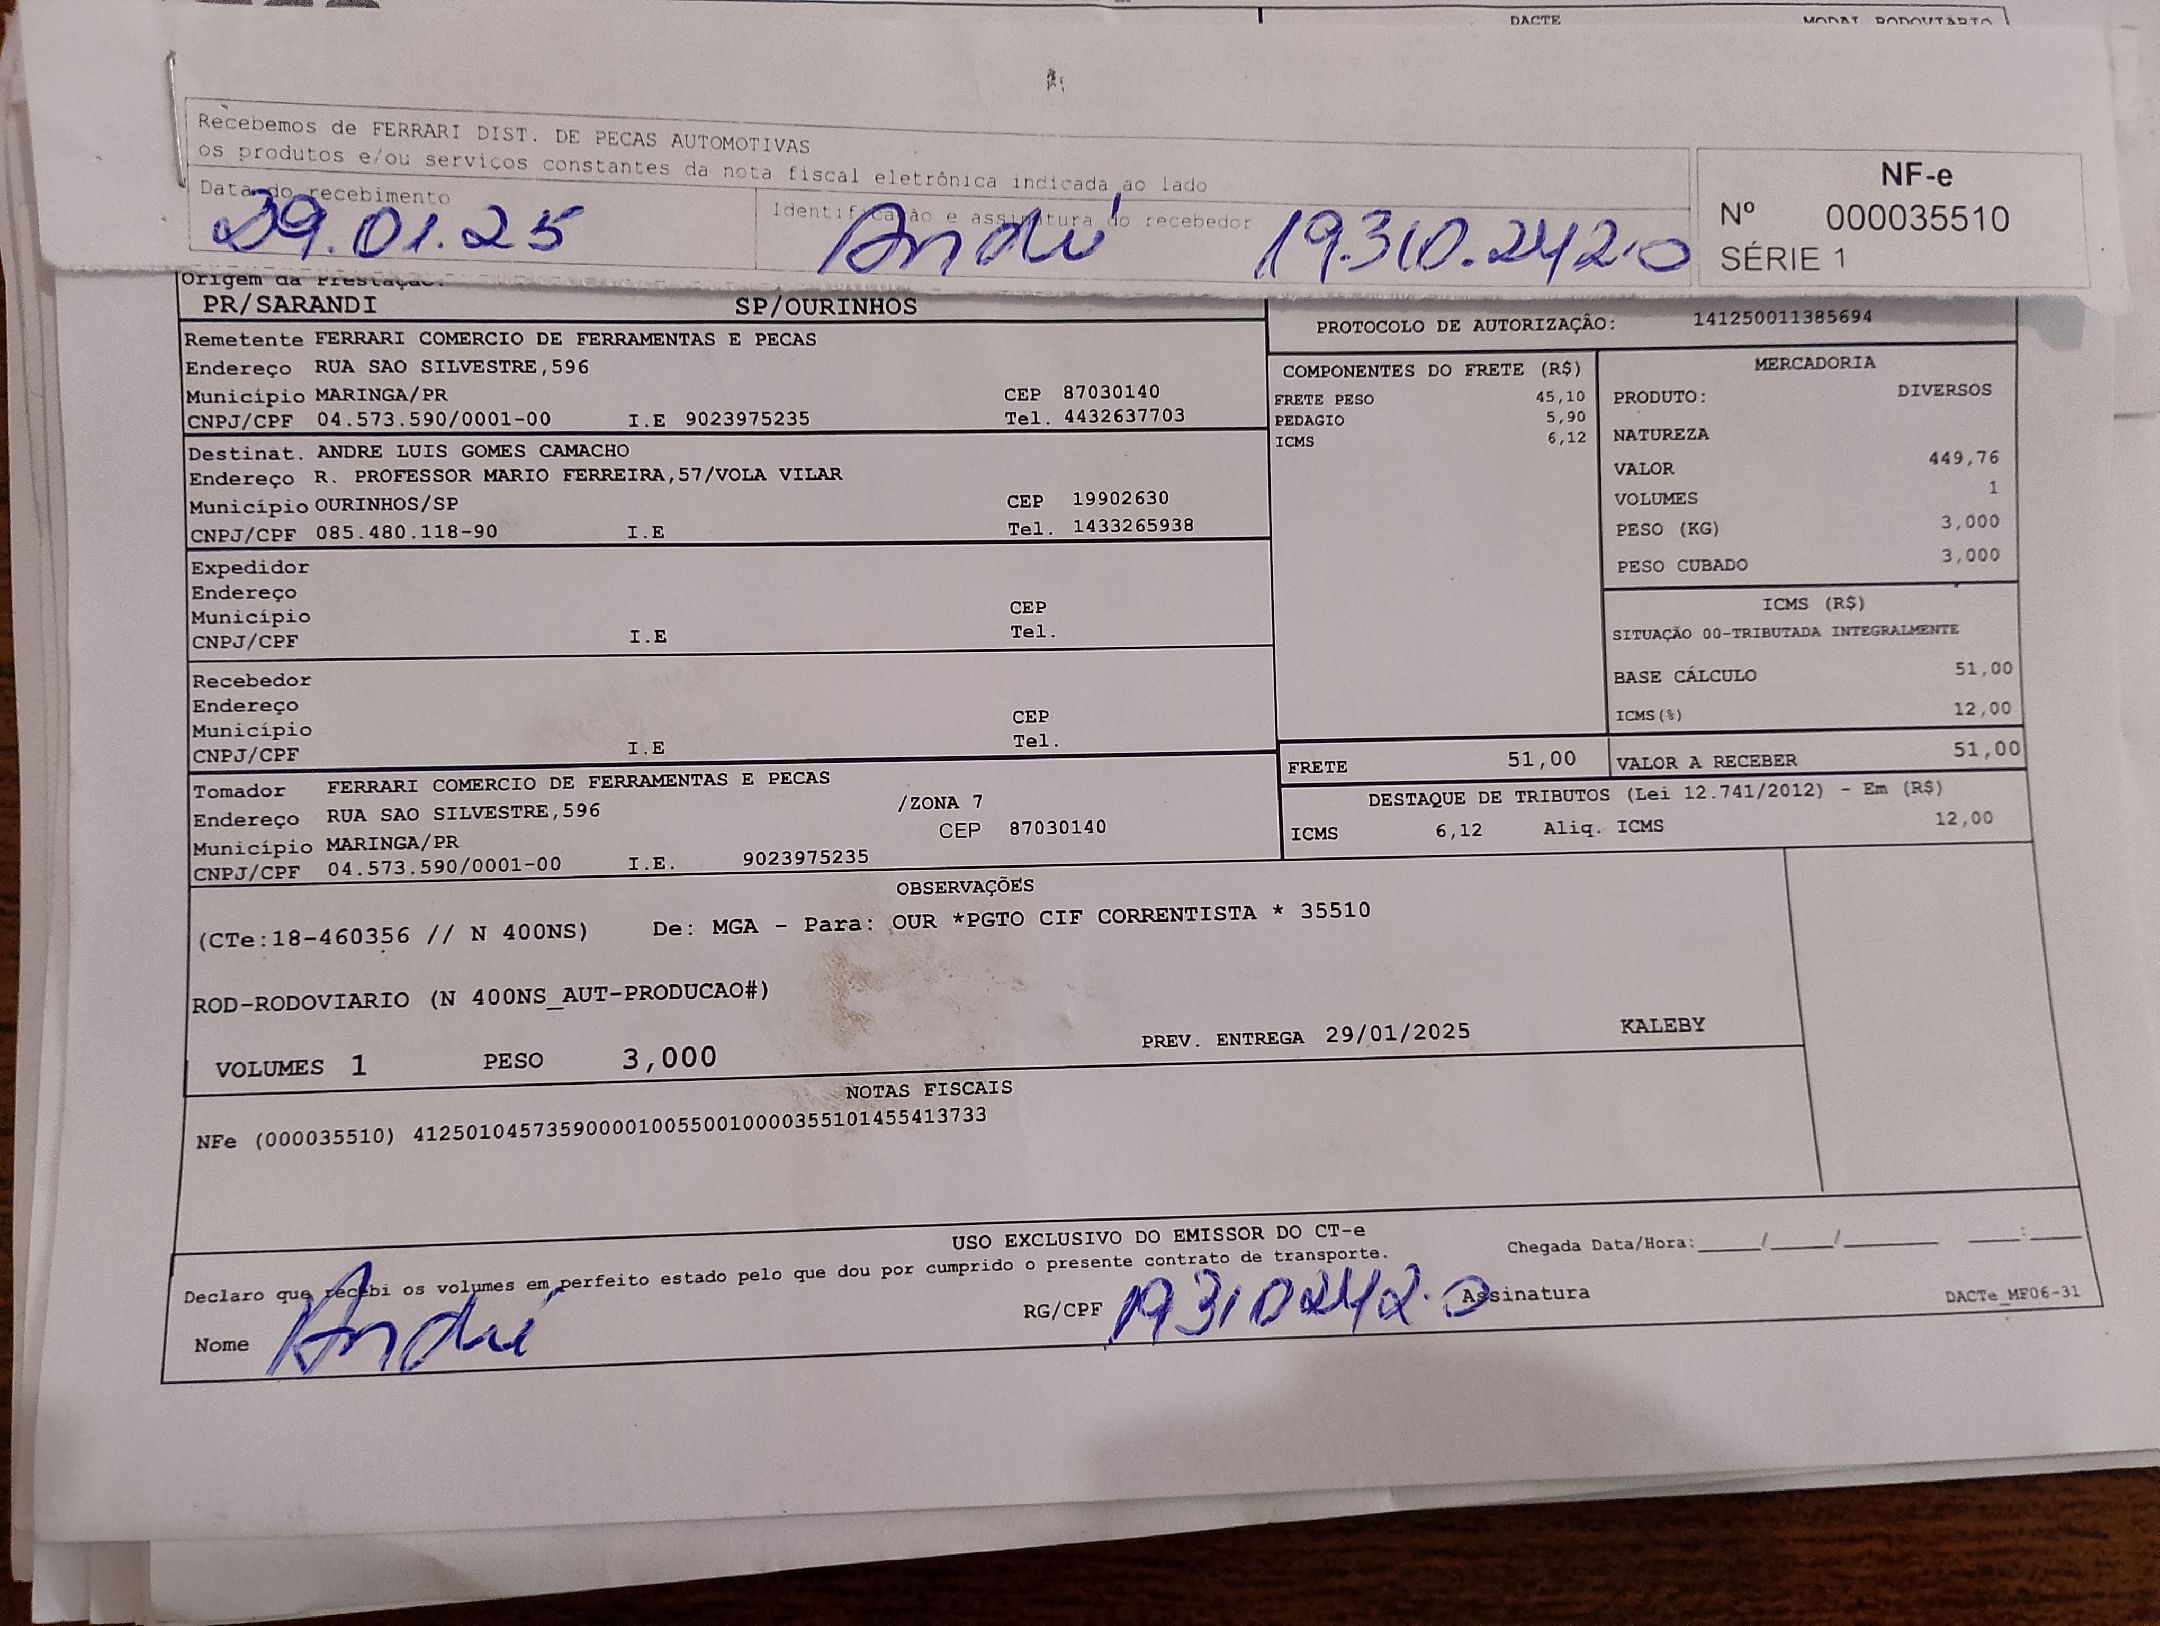 DACTE MODAL RODOVIÁRIO
Recebemos de FERRARI DIST. DE PECAS AUTOMOTIVAS
os produtos e/ou serviços constantes da nota fiscal eletrônica indicada ao lado
Data do recebimento
29.01.25
Identificação e assinatura do recebedor
André 19.310.242-0
NF-e
Nº 000035510
SÉRIE 1
Origem da Prestação.
PR/SARANDI SP/OURINHOS
Remetente FERRARI COMERCIO DE FERRAMENTAS E PECAS
Endereço RUA SAO SILVESTRE,596
Município MARINGA/PR CEP 87030140
CNPJ/CPF 04.573.590/0001-00 I.E 9023975235 Tel. 4432637703
Destinat. ANDRE LUIS GOMES CAMACHO
Endereço R. PROFESSOR MARIO FERREIRA,57/VOLA VILAR
Município OURINHOS/SP CEP 19902630
CNPJ/CPF 085.480.118-90 I.E Tel. 1433265938
Expedidor
Endereço
Município CEP
CNPJ/CPF I.E Tel.
Recebedor
Endereço
Município CEP
CNPJ/CPF I.E Tel.
Tomador FERRARI COMERCIO DE FERRAMENTAS E PECAS
Endereço RUA SAO SILVESTRE,596 /ZONA 7
Município MARINGA/PR CEP 87030140
CNPJ/CPF 04.573.590/0001-00 I.E. 9023975235
PROTOCOLO DE AUTORIZAÇÃO: 141250011385694
COMPONENTES DO FRETE (R$)
FRETE PESO 45,10
PEDAGIO 5,90
ICMS 6,12
MERCADORIA
PRODUTO: DIVERSOS
NATUREZA
VALOR 449,76
VOLUMES 1
PESO (KG) 3,000
PESO CUBADO 3,000
ICMS (R$)
SITUAÇÃO 00-TRIBUTADA INTEGRALMENTE
BASE CÁLCULO 51,00
ICMS(%) 12,00
FRETE 51,00 VALOR A RECEBER 51,00
DESTAQUE DE TRIBUTOS (Lei 12.741/2012) - Em (R$)
ICMS 6,12 Aliq. ICMS 12,00
OBSERVAÇÕES
(CTe:18-460356 // N 400NS) De: MGA - Para: OUR *PGTO CIF CORRENTISTA * 35510
ROD-RODOVIARIO (N 400NS_AUT-PRODUCAO#)
VOLUMES 1 PESO 3,000 PREV. ENTREGA 29/01/2025 KALEBY
NOTAS FISCAIS
NFe (000035510) 41250104573590000100550010000355101455413733
USO EXCLUSIVO DO EMISSOR DO CT-e
Declaro que recebi os volumes em perfeito estado pelo que dou por cumprido o presente contrato de transporte. Chegada Data/Hora:_____/_____/________ _____:_____
Nome André RG/CPF 19310242-0 Assinatura DACTe_MF06-31